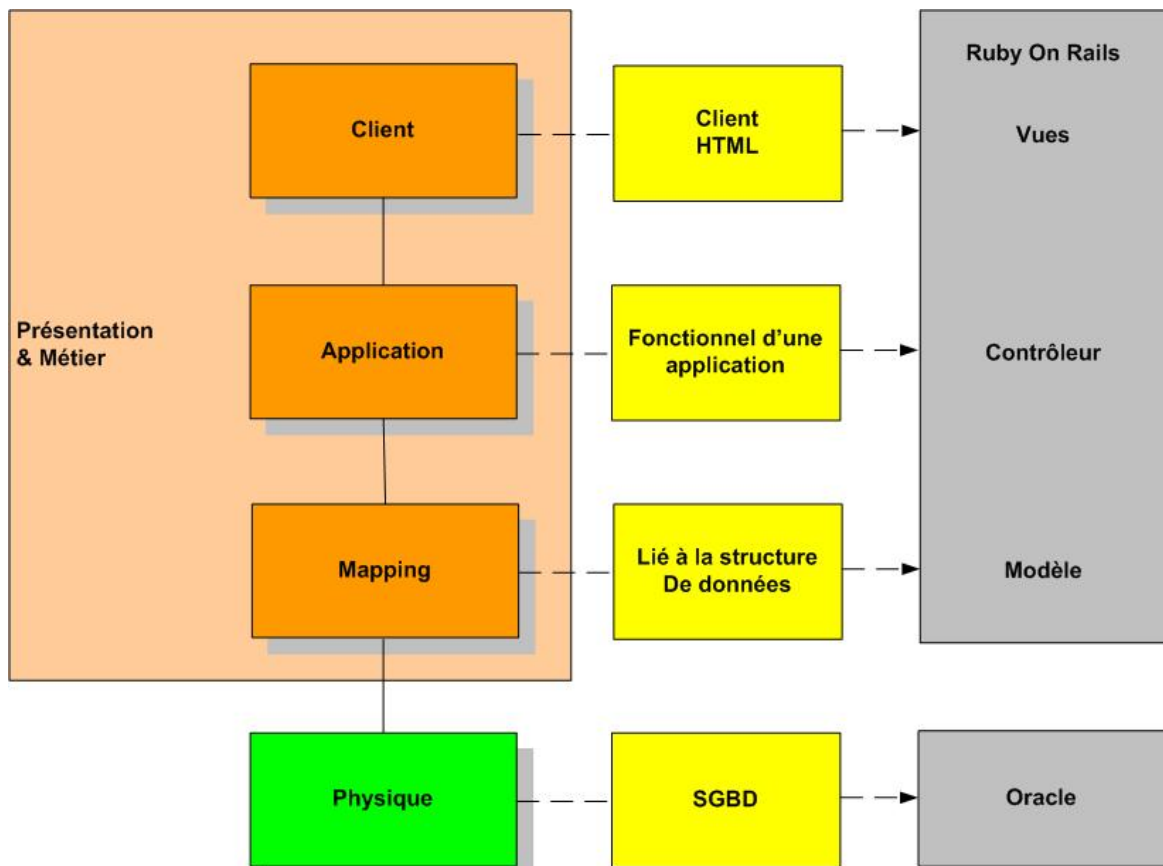 Ruby On Rails
Client
Client
HTML
Vues
Présentation
& Métier
Application
Fonctionnel d’une
application
Contrôleur
Mapping
Lié à la structure
De données
Modèle
Physique
SGBD
Oracle